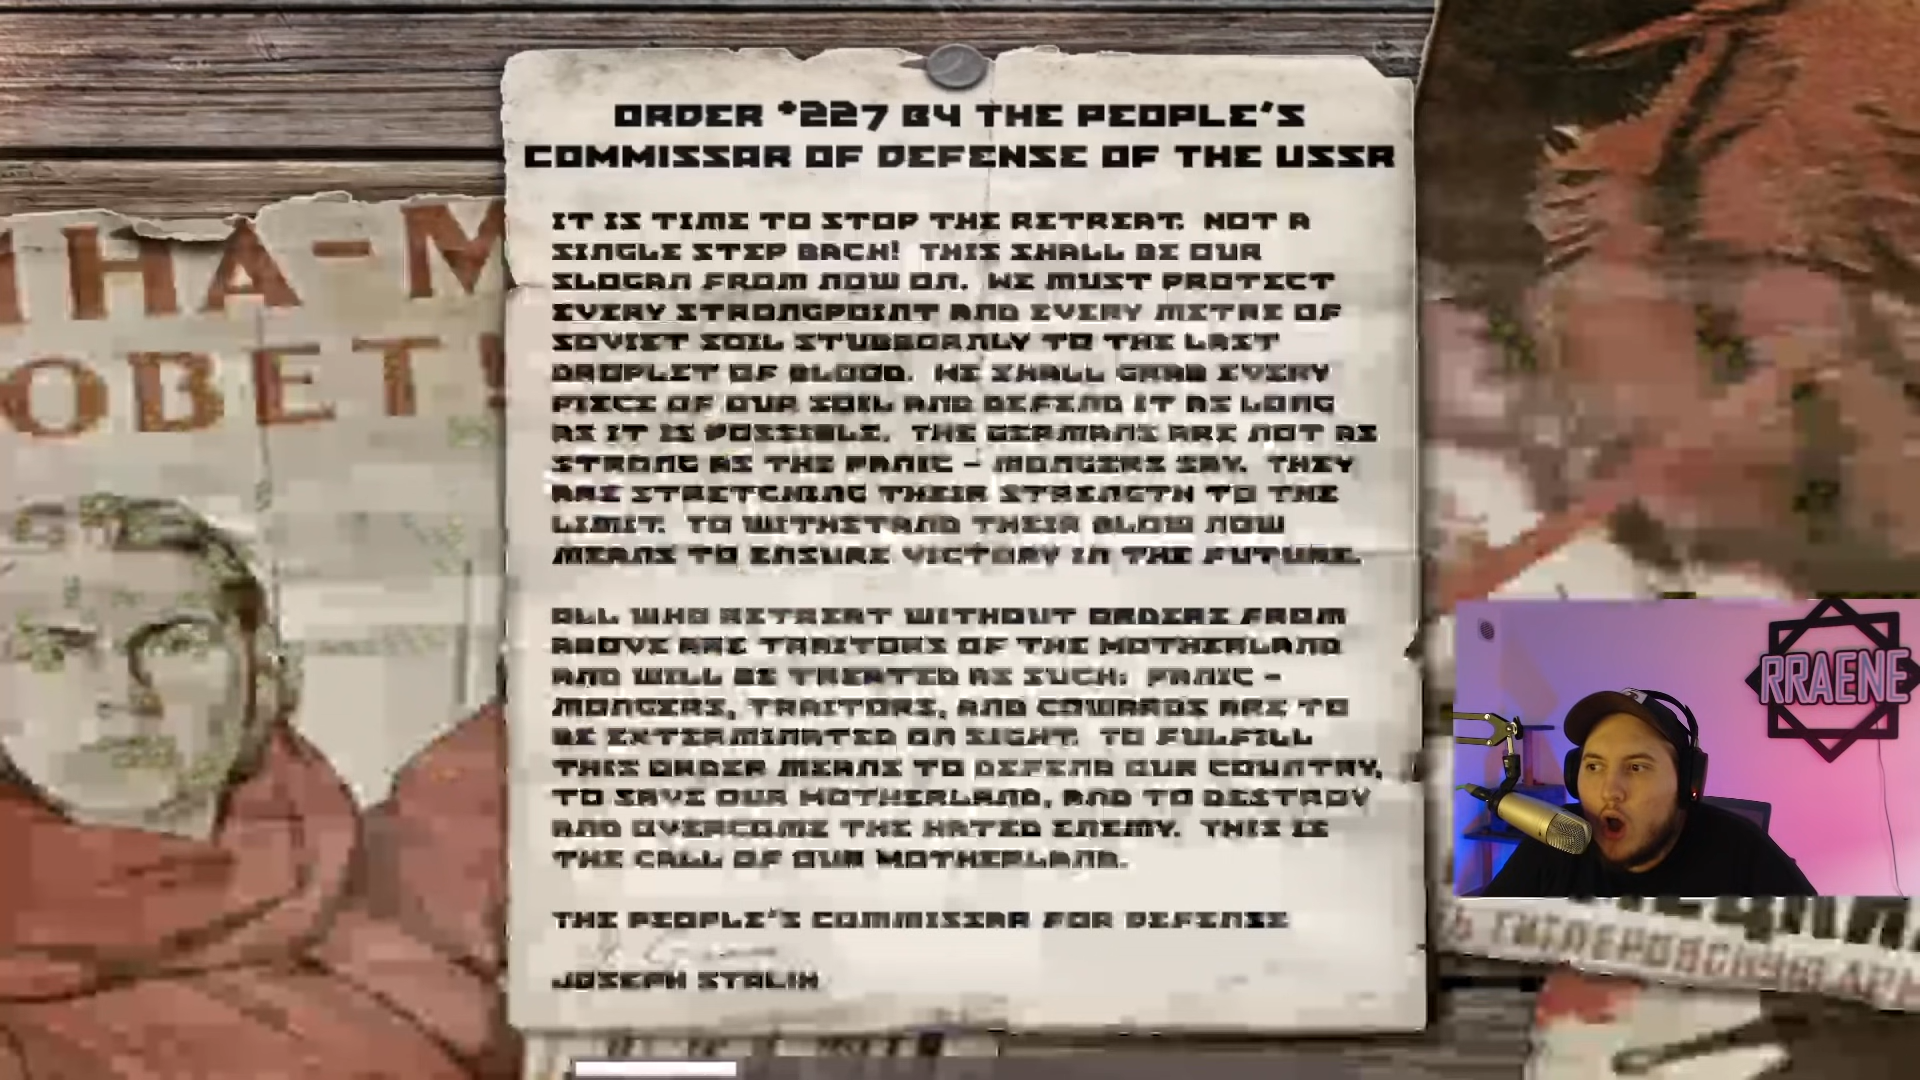 ORDER #227 BY THE PEOPLE'S
COMMISSAR OF DEFENSE OF THE USSR
IT IS TIME TO STOP THE RETREAT. NOT A
SINGLE STEP BACK! THIS SHALL BE OUR
SLOGAN FROM NOW ON. WE MUST PROTECT
EVERY STRONGPOINT AND EVERY METRE OF
SOVIET SOIL STUBBORNLY TO THE LAST
DROPLET OF BLOOD. WE SHALL GRAB EVERY
PIECE OF OUR SOIL AND DEFEND IT AS LONG
AS IT IS POSSIBLE. THE GERMANS ARE NOT AS
STRONG AS THE PANIC - MONGERS SAY. THEY
ARE STRETCHING THEIR STRENGTH TO THE
LIMIT. TO WITHSTAND THEIR BLOW NOW
MEANS TO ENSURE VICTORY IN THE FUTURE.
ALL WHO RETREAT WITHOUT ORDERS FROM
ABOVE ARE TRAITORS OF THE MOTHERLAND
AND WILL BE TREATED AS SUCH: PANIC -
MONGERS, TRAITORS, AND COWARDS ARE TO
BE EXTERMINATED ON SIGHT. TO FULFILL
THIS ORDER MEANS TO DEFEND OUR COUNTRY,
TO SAVE OUR MOTHERLAND, AND TO DESTROY
AND OVERCOME THE HATED ENEMY. THIS IS
THE CALL OF OUR MOTHERLAND.
THE PEOPLE'S COMMISSAR FOR DEFENSE
JOSEPH STALIN
ИНА-М
ОВЕТ!
RRAENE
Ь ГИТЛЕРОВСКУЮ АРМ